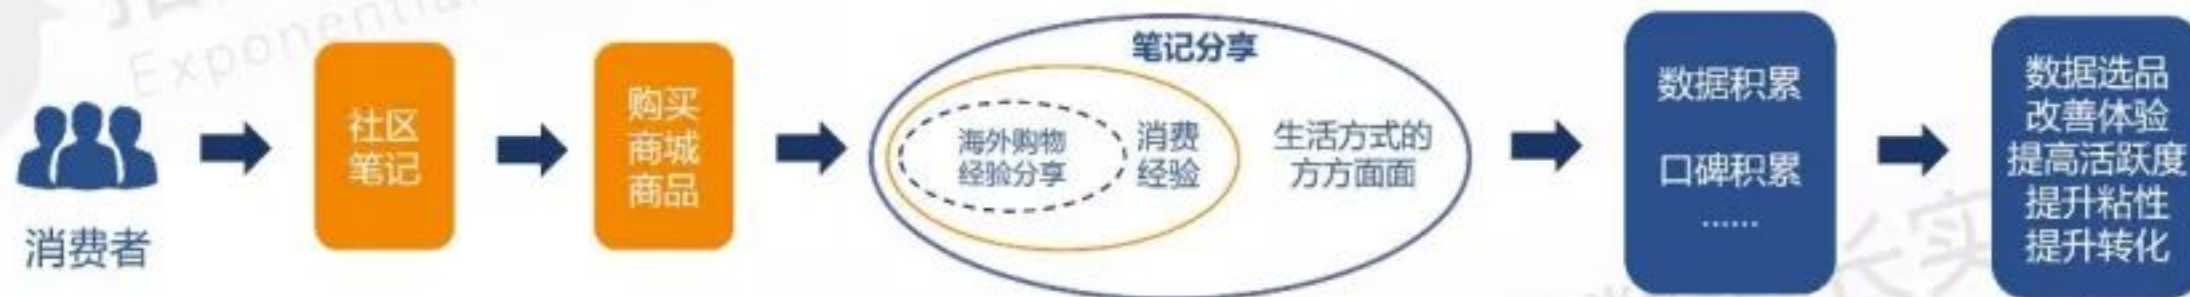 Exponential
消费者
社区
笔记
购买
商城
商品
笔记分享
海外购物
经验分享
消费
经验
生活方式的
方方面面
数据积累
口碑积累
......
数据选品
改善体验
提高活跃度
提升粘性
提升转化
长实